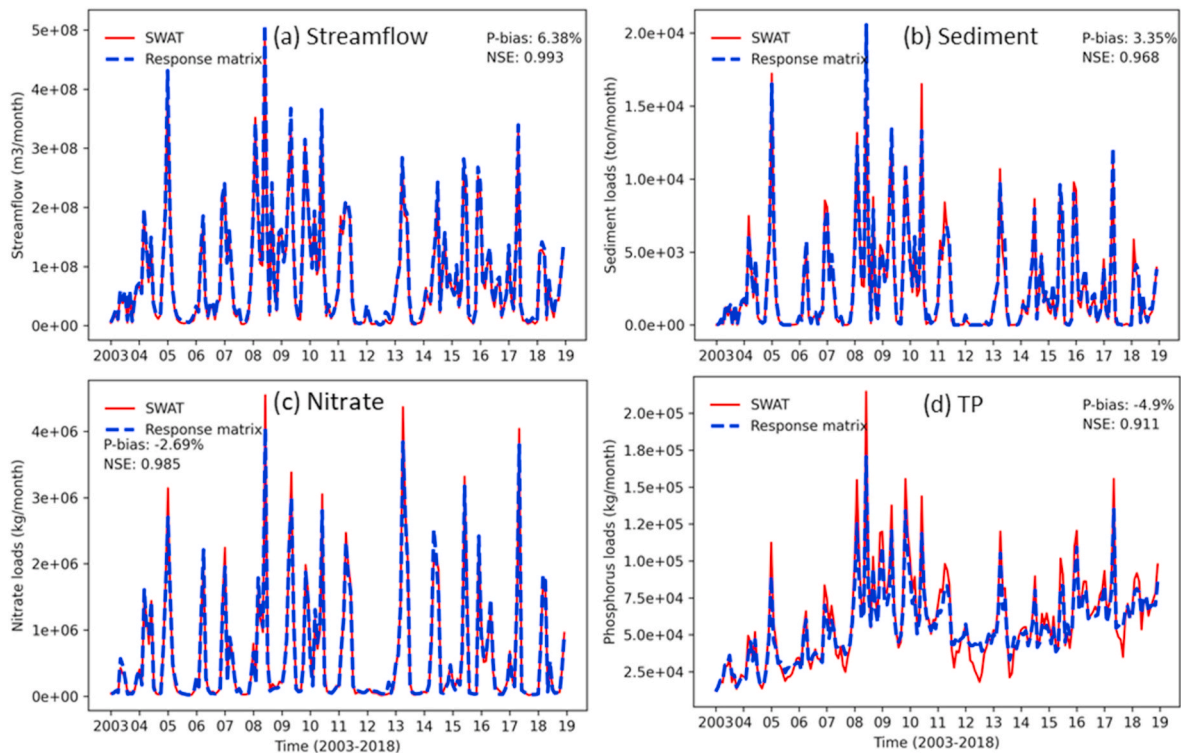 (a) Streamflow
SWAT
Response matrix
P-bias: 6.38%
NSE: 0.993
Streamflow (m3/month)
5e+08
4e+08
3e+08
2e+08
1e+08
0e+00
2003 04 05 06 07 08 09 10 11 12 13 14 15 16 17 18 19
(b) Sediment
SWAT
Response matrix
P-bias: 3.35%
NSE: 0.968
Sediment loads (ton/month)
2.0e+04
1.5e+04
1.0e+04
5.0e+03
0.0e+00
2003 04 05 06 07 08 09 10 11 12 13 14 15 16 17 18 19
(c) Nitrate
SWAT
Response matrix
P-bias: -2.69%
NSE: 0.985
Nitrate loads (kg/month)
4e+06
3e+06
2e+06
1e+06
0e+00
2003 04 05 06 07 08 09 10 11 12 13 14 15 16 17 18 19
Time (2003-2018)
(d) TP
SWAT
Response matrix
P-bias: -4.9%
NSE: 0.911
Phosphorus loads (kg/month)
2.0e+05
1.8e+05
1.5e+05
1.2e+05
1.0e+05
7.5e+04
5.0e+04
2.5e+04
2003 04 05 06 07 08 09 10 11 12 13 14 15 16 17 18 19
Time (2003-2018)